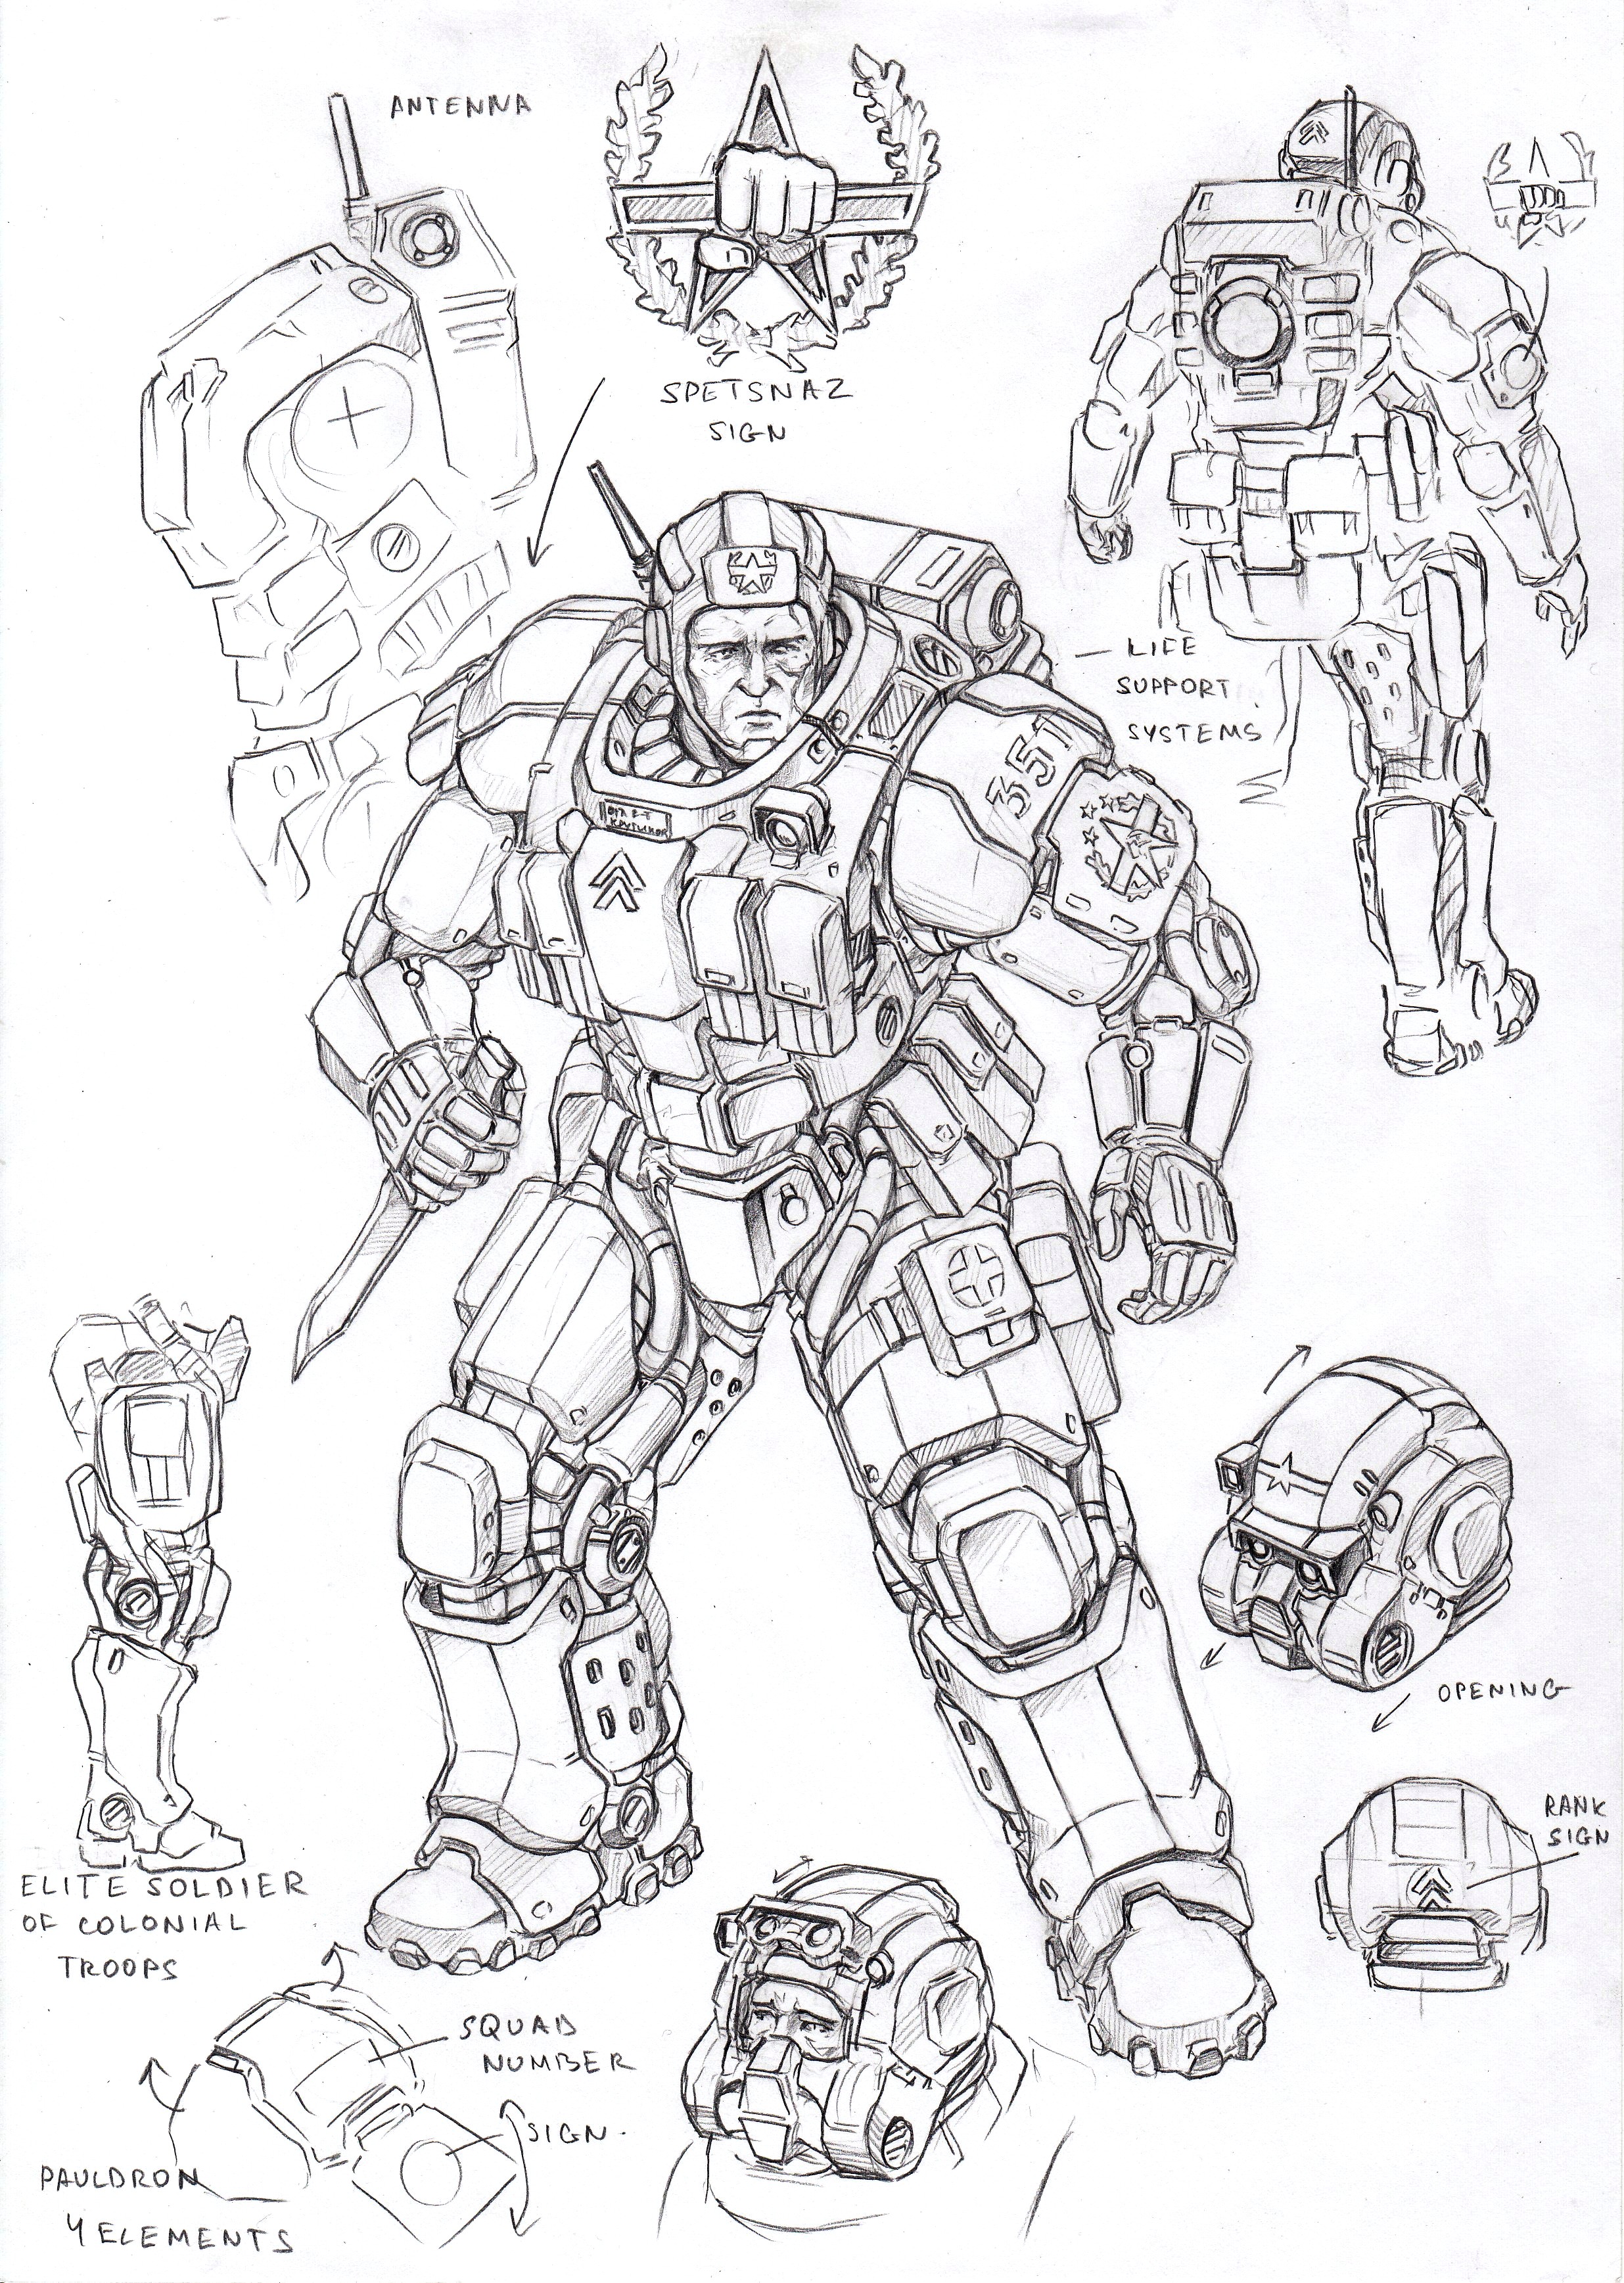 ANTENNA
SPETSNAZ
SIGN
LIFE
SUPPORT
SYSTEMS
351
OPENING
RANK
SIGN
ELITE SOLDIER
OF COLONIAL
TROOPS
SQUAD
NUMBER
SIGN.
PAULDRON
4 ELEMENTS